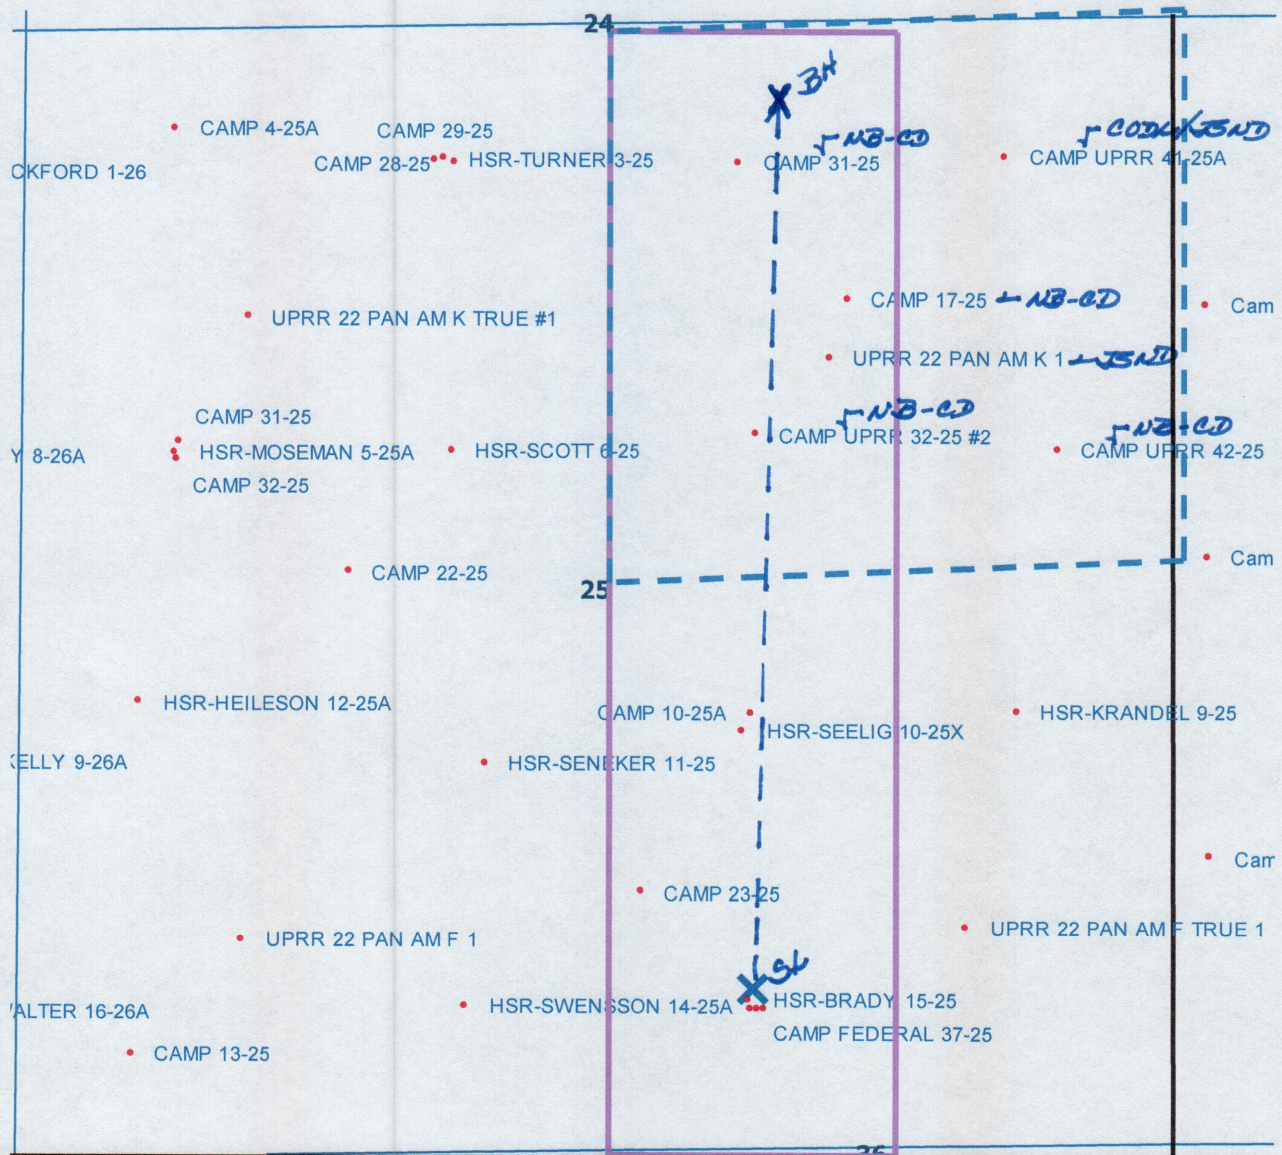 24
BH
CAMP 4-25A
CAMP 29-25
NB-CD
CODL/JSND
CAMP 28-25
HSR-TURNER 3-25
CAMP 31-25
CAMP UPRR 41-25A
CKFORD 1-26
CAMP 17-25
NB-CD
Cam
UPRR 22 PAN AM K TRUE #1
UPRR 22 PAN AM K 1
JSND
CAMP 31-25
NB-CD
NB-CD
Y 8-26A
HSR-MOSEMAN 5-25A
HSR-SCOTT 6-25
CAMP UPRR 32-25 #2
CAMP UPRR 42-25
CAMP 32-25
CAMP 22-25
Cam
25
HSR-HEILESON 12-25A
CAMP 10-25A
HSR-KRANDEL 9-25
HSR-SEELIG 10-25X
ELLY 9-26A
HSR-SENEKER 11-25
Cam
CAMP 23-25
UPRR 22 PAN AM F 1
UPRR 22 PAN AM F TRUE 1
SL
ALTER 16-26A
HSR-SWENSSON 14-25A
HSR-BRADY 15-25
CAMP FEDERAL 37-25
CAMP 13-25
36